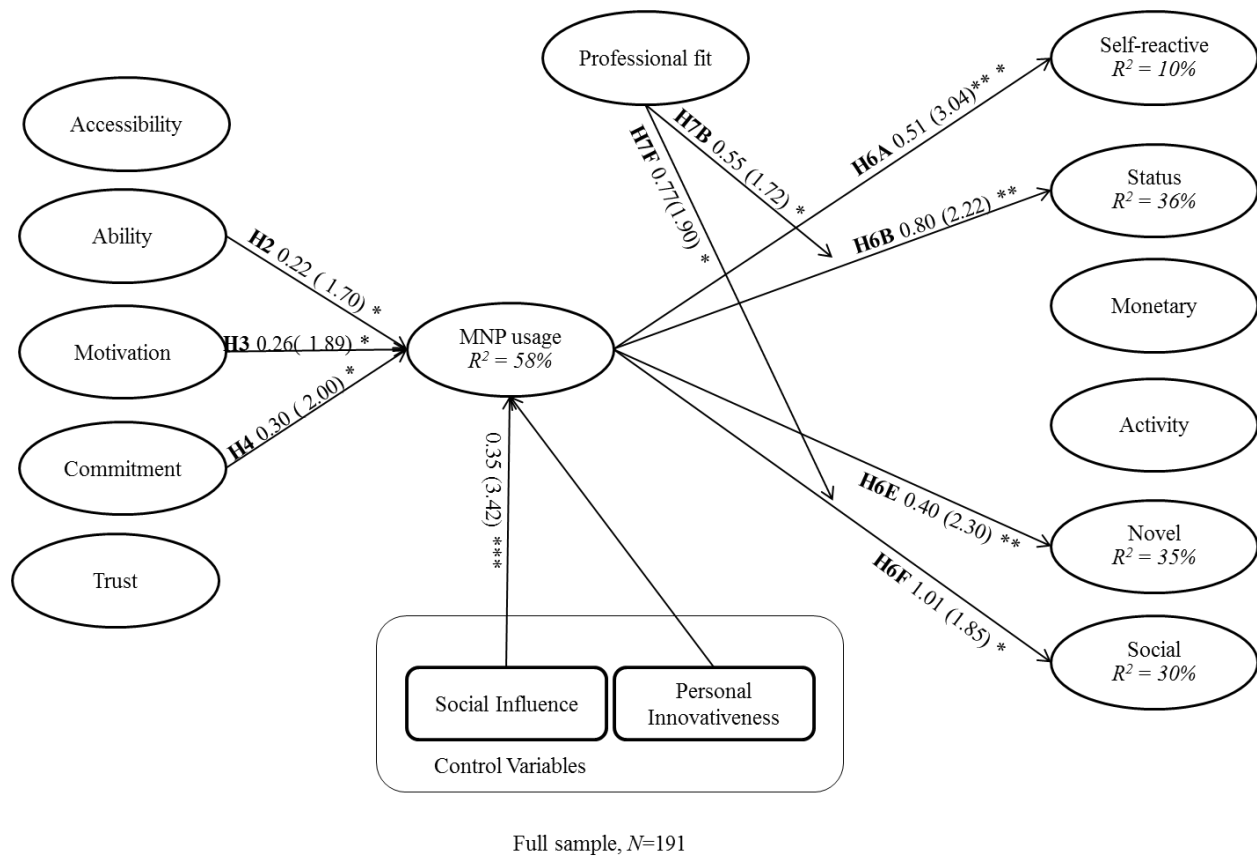 Professional fit
Self-reactive
R² = 10%
Accessibility
H7B 0.55 (1.72) *
H7F 0.77(1.90) *
H6A 0.51 (3.04)** *
Status
R² = 36%
Ability
H2 0.22 ( 1.70) *
H6B 0.80 (2.22) **
Monetary
Motivation
H3 0.26( 1.89) *
MNP usage
R² = 58%
Activity
Commitment
H4 0.30 ( 2.00) *
0.35 (3.42) ***
H6E 0.40 (2.30) **
Novel
R² = 35%
Trust
H6F 1.01 (1.85) *
Social
R² = 30%
Social Influence
Personal
Innovativeness
Control Variables
Full sample, N=191